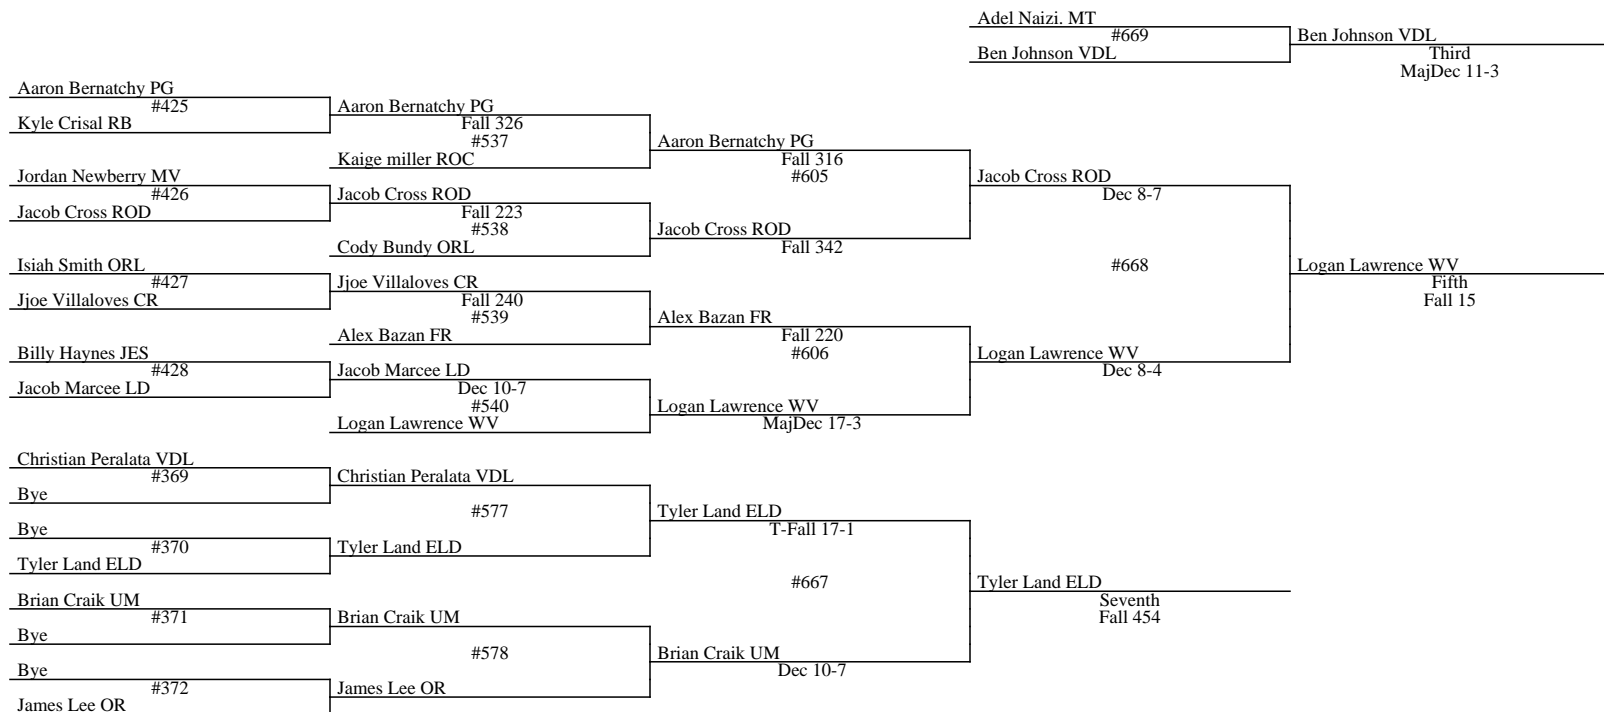 Adel Naizi. MT
#669
Ben Johnson VDL
Ben Johnson VDL
Third
MajDec 11-3
Aaron Bernatchy PG
#425
Kyle Crisal RB
Aaron Bernatchy PG
Fall 326
#537
Kaige miller ROC
Aaron Bernatchy PG
Fall 316
#605
Jordan Newberry MV
#426
Jacob Cross ROD
Jacob Cross ROD
Fall 223
#538
Cody Bundy ORL
Jacob Cross ROD
Fall 342
Jacob Cross ROD
Dec 8-7
#668
Isiah Smith ORL
#427
Jjoe Villaloves CR
Jjoe Villaloves CR
Fall 240
#539
Alex Bazan FR
Alex Bazan FR
Fall 220
#606
Billy Haynes JES
#428
Jacob Marcee LD
Jacob Marcee LD
Dec 10-7
#540
Logan Lawrence WV
Logan Lawrence WV
MajDec 17-3
Logan Lawrence WV
Dec 8-4
Logan Lawrence WV
Fifth
Fall 15
Christian Peralata VDL
#369
Bye
Christian Peralata VDL
#577
Bye
#370
Tyler Land ELD
Tyler Land ELD
Tyler Land ELD
T-Fall 17-1
#667
Brian Craik UM
#371
Bye
Brian Craik UM
#578
Bye
#372
James Lee OR
James Lee OR
Brian Craik UM
Dec 10-7
Tyler Land ELD
Seventh
Fall 454